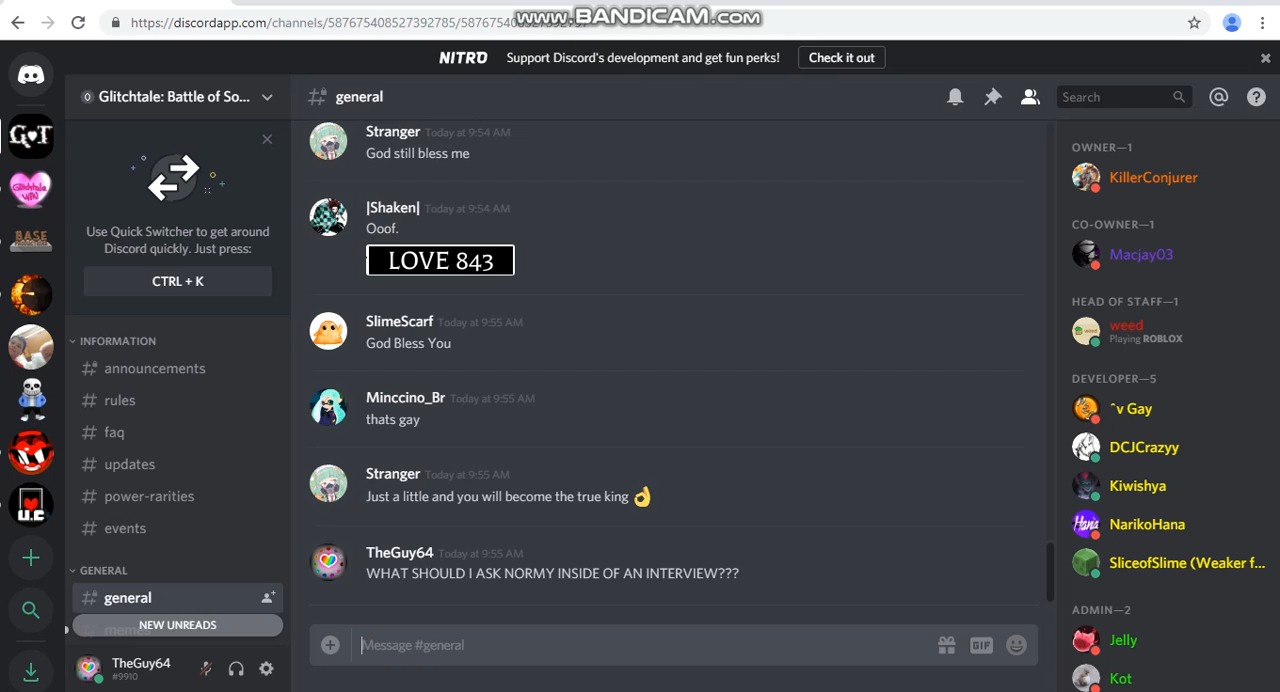 https://discordapp.com/channels/587675408527392785/587675408527392797
www.BANDICAM.com
NITRO Support Discord's development and get fun perks! Check it out
Glitchtale: Battle of So...
general
Search
Use Quick Switcher to get around
Discord quickly. Just press:
CTRL + K
INFORMATION
announcements
rules
faq
updates
power-rarities
events
GENERAL
general
NEW UNREADS
memes
TheGuy64
#9910
Stranger Today at 9:54 AM
God still bless me
|Shaken| Today at 9:54 AM
Ooof.
LOVE 843
SlimeScarf Today at 9:55 AM
God Bless You
Minccino_Br Today at 9:55 AM
thats gay
Stranger Today at 9:55 AM
Just a little and you will become the true king 👌
TheGuy64 Today at 9:55 AM
WHAT SHOULD I ASK NORMY INSIDE OF AN INTERVIEW???
Message #general
GIF
OWNER—1
KillerConjurer
CO-OWNER—1
Macjay03
HEAD OF STAFF—1
weed
Playing ROBLOX
DEVELOPER—5
^v Gay
DCJCrazyy
Kiwishya
NarikoHana
SliceofSlime (Weaker f...
ADMIN—2
Jelly
Kot